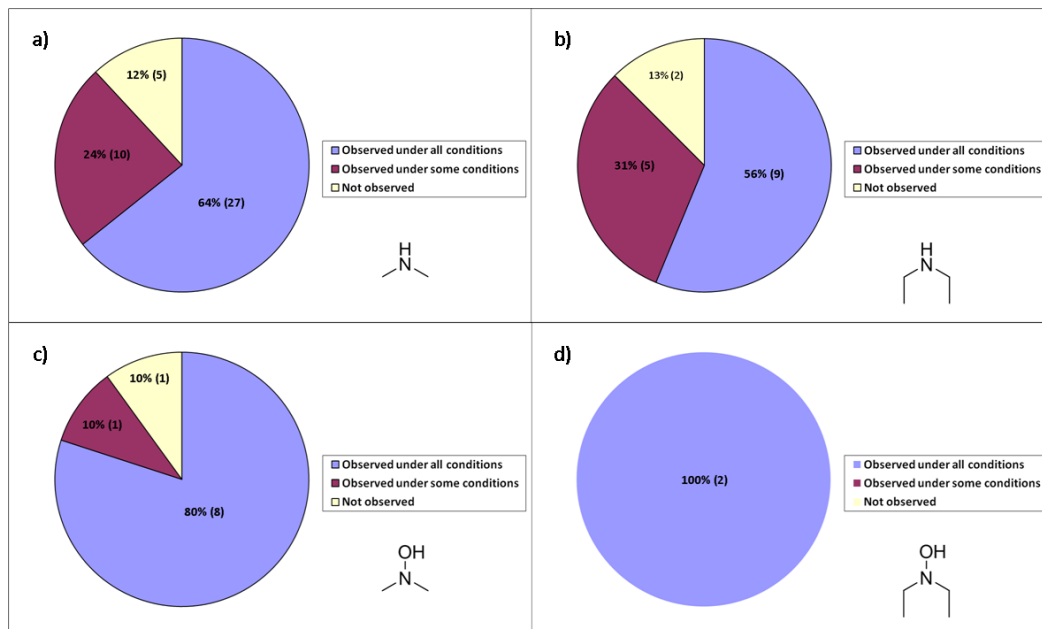 a)
12% (5)
24% (10)
64% (27)
Observed under all conditions
Observed under some conditions
Not observed
H
N
b)
13% (2)
31% (5)
56% (9)
Observed under all conditions
Observed under some conditions
Not observed
H
N
c)
10% (1)
10% (1)
80% (8)
Observed under all conditions
Observed under some conditions
Not observed
OH
N
d)
100% (2)
Observed under all conditions
Observed under some conditions
Not observed
OH
N